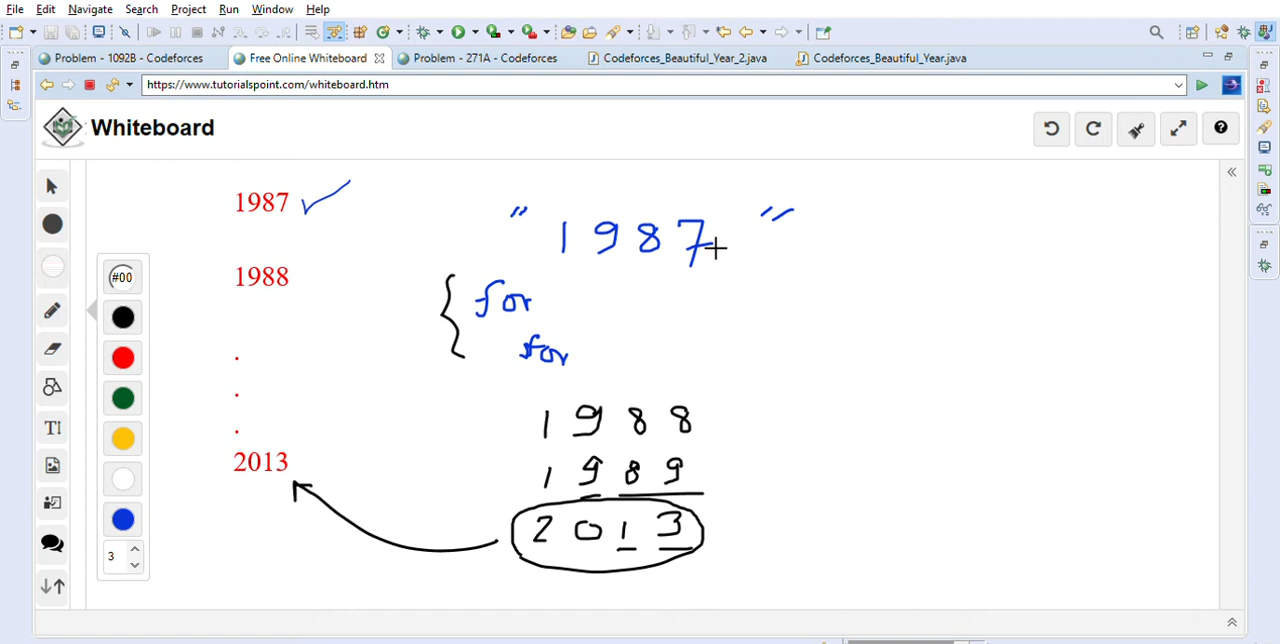 File Edit Navigate Search Project Run Window Help
Problem - 1092B - Codeforces Free Online Whiteboard Problem - 271A - Codeforces Codeforces_Beautiful_Year_2.java Codeforces_Beautiful_Year.java
https://www.tutorialspoint.com/whiteboard.htm
Whiteboard
1987
" 1987 "
#00
1988
for
for
.
.
.
1988
2013
1989
2013
TI
3